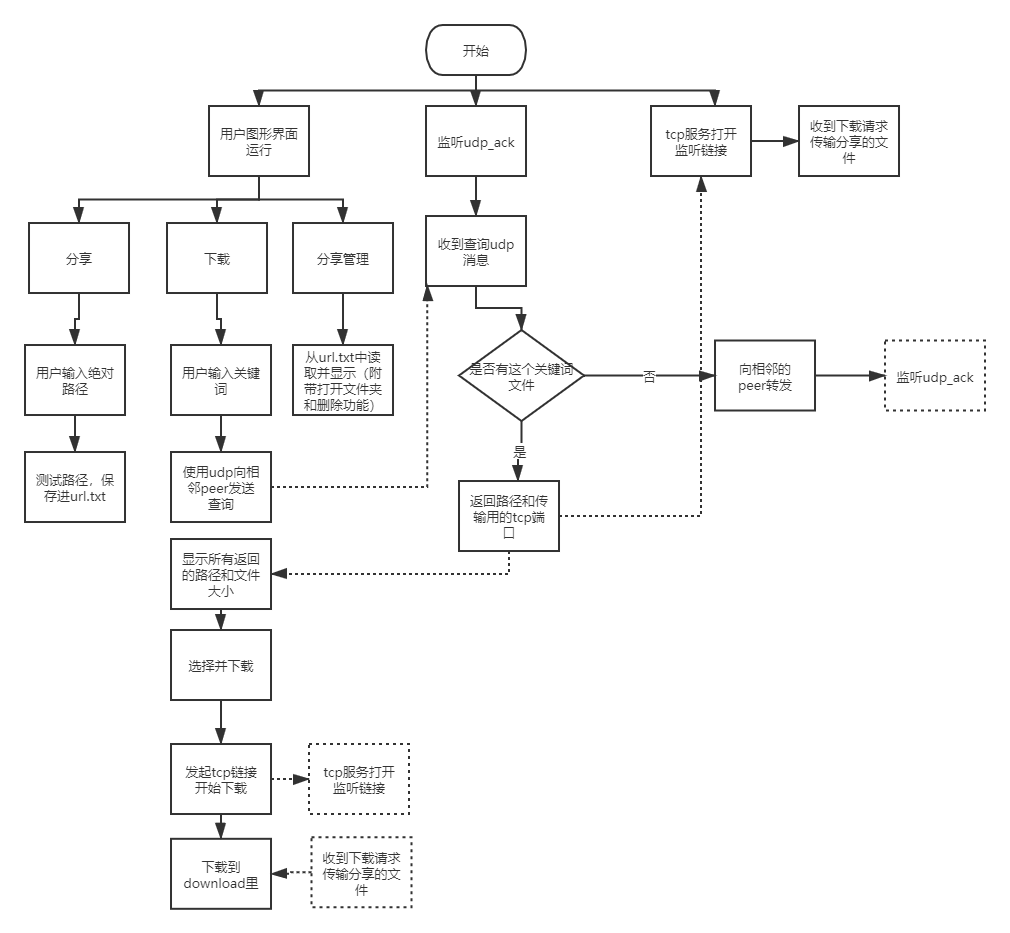 开始
用户图形界面
运行
监听udp_ack
tcp服务打开
监听链接
收到下载请求
传输分享的文
件
分享
下载
分享管理
收到查询udp
消息
用户输入绝对
路径
用户输入关键
词
从url.txt中读
取并显示（附
带打开文件夹
和删除功能）
是否有这个关键词
文件
否
向相邻的
peer转发
监听udp_ack
是
测试路径，保
存进url.txt
使用udp向相
邻peer发送
查询
返回路径和传
输用的tcp端
口
显示所有返回
的路径和文件
大小
选择并下载
发起tcp链接
开始下载
tcp服务打开
监听链接
下载到
download里
收到下载请求
传输分享的文
件